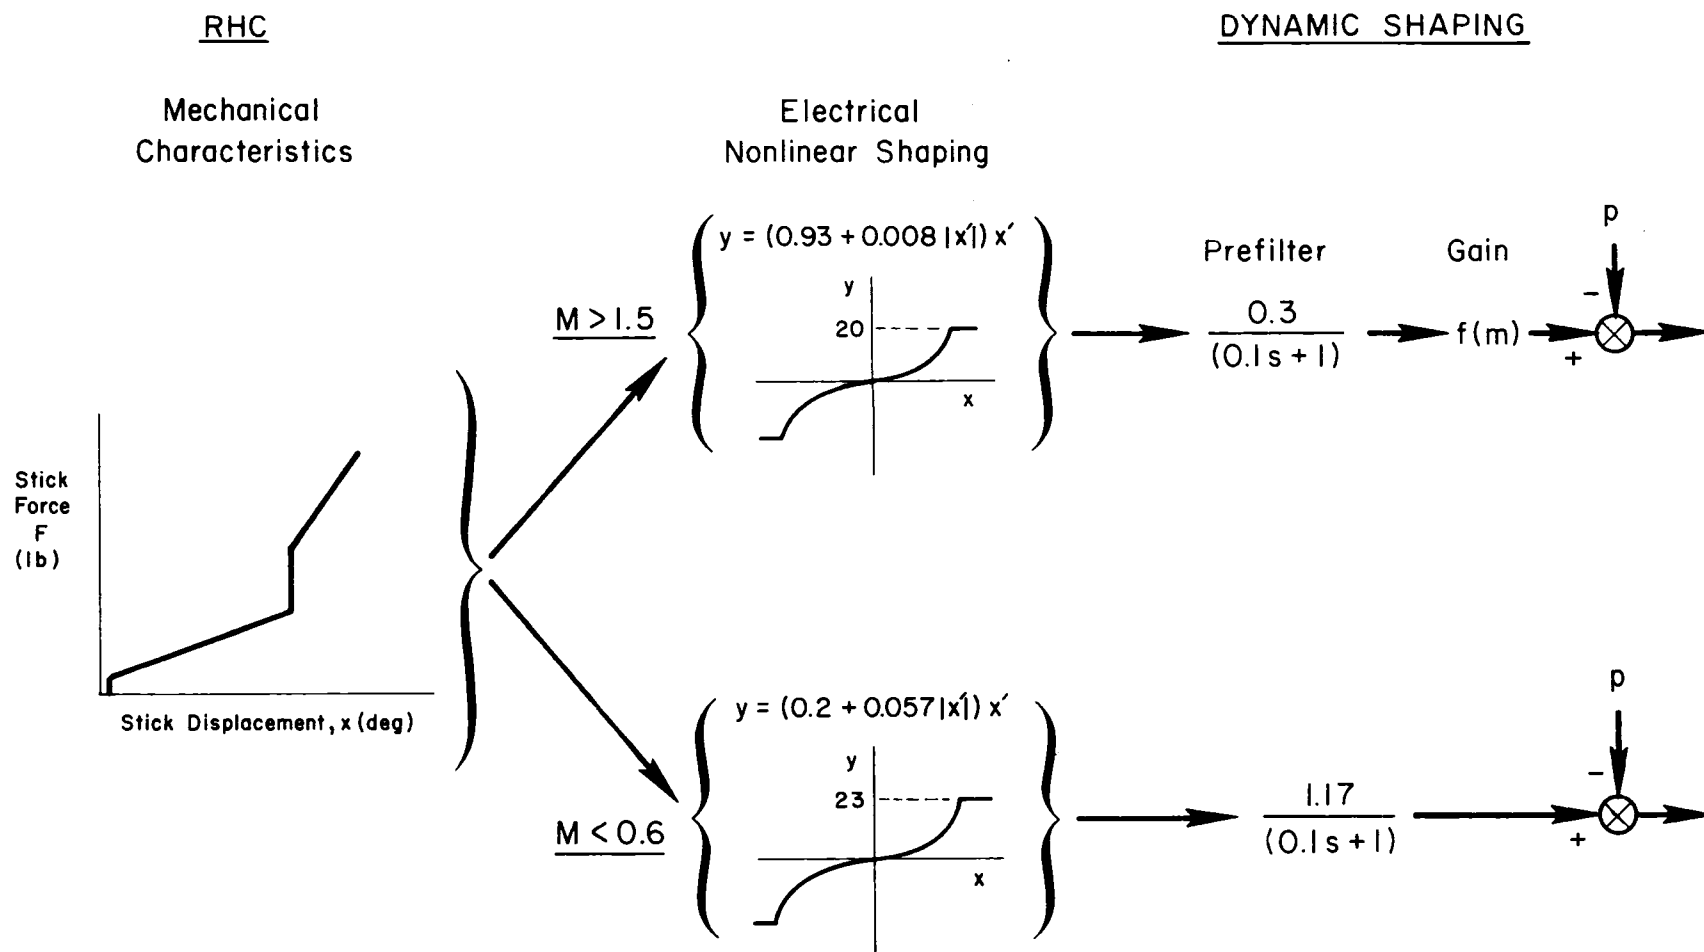 RHC
DYNAMIC SHAPING
Mechanical
Characteristics
Electrical
Nonlinear Shaping
y = (0.93 + 0.008 |x'|) x'
M > 1.5
y
20
x
Prefilter
0.3
(0.1s + 1)
Gain
f(m)
p
−
+
Stick
Force
F
(lb)
Stick Displacement, x (deg)
M < 0.6
y = (0.2 + 0.057 |x'|) x'
y
23
x
1.17
(0.1s + 1)
p
−
+